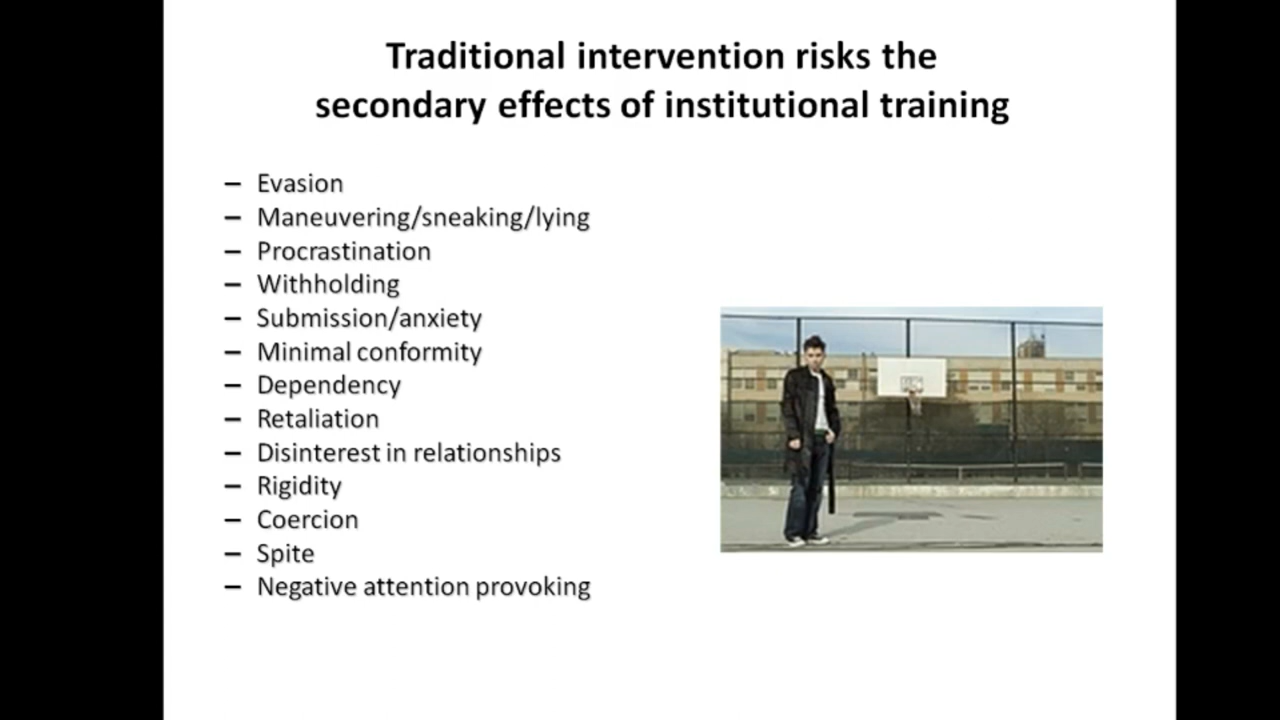 Traditional intervention risks the
secondary effects of institutional training
– Evasion
– Maneuvering/sneaking/lying
– Procrastination
– Withholding
– Submission/anxiety
– Minimal conformity
– Dependency
– Retaliation
– Disinterest in relationships
– Rigidity
– Coercion
– Spite
– Negative attention provoking